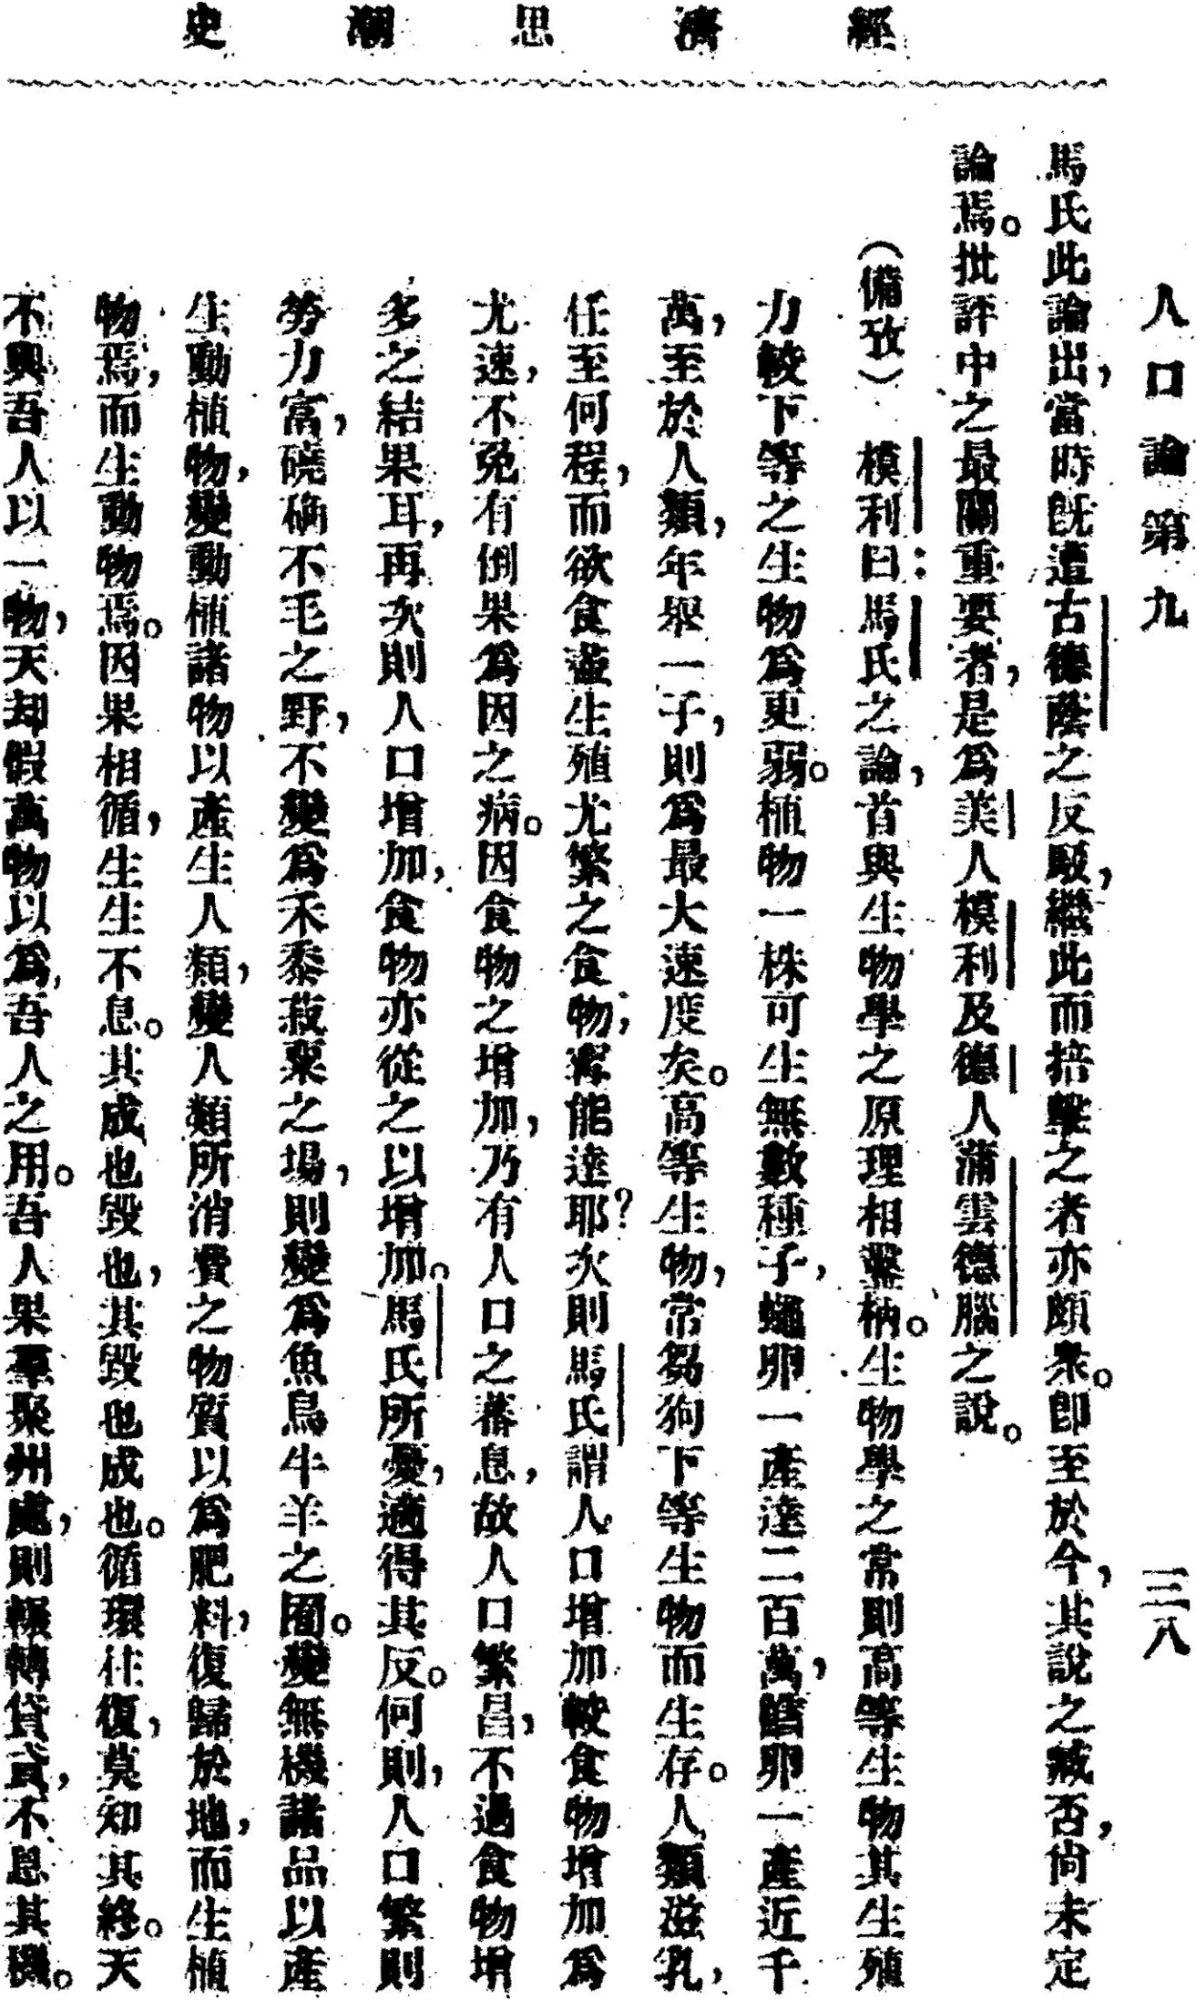 經濟思潮史
人口論第九
三八
馬氏此論出，當時旣遭古德蔭之反駁，繼此而掊擊之者亦頗衆。卽至於今，其說之臧否，尙未定
論焉。批評中之最關重要者，是爲美人模利及德人蒲雲德腦之說。
（備攷）　模利曰：馬氏之論，首與生物學之原理相鑿枘。生物學之常則高等生物其生殖
力較下等之生物爲更弱。植物一株可生無數種子，蠅卵一產達二百萬，鱔卵一產近千
萬，至於人類，年舉一子，則爲最大速度矣。高等生物，常芻狗下等生物而生存。人類滋乳，
任至何程，而欲食盡生殖尤繁之食物，寧能達耶？次則馬氏謂人口增加較食物增加爲
尤速，不免有倒果爲因之病。因食物之增加，乃有人口之蕃息，故人口繁昌，不過食物增
多之結果耳，再次則人口增加，食物亦從之以增加。馬氏所憂，適得其反。何則，人口繁則
勞力富，磽确不毛之野，不變爲禾黍菽粟之場，則變爲魚鳥牛羊之囿。變無機諸品以產
生動植物，變動植諸物以產生人類，變人類所消費之物質以爲肥料，復歸於地，而生植
物焉，而生動物焉。因果相循，生生不息。其成也毀也，其毀也成也。循環往復，莫知其終。天
不與吾人以一物，天却假萬物以爲吾人之用。吾人果羣聚州處，則輾轉貸貣，不息其機。